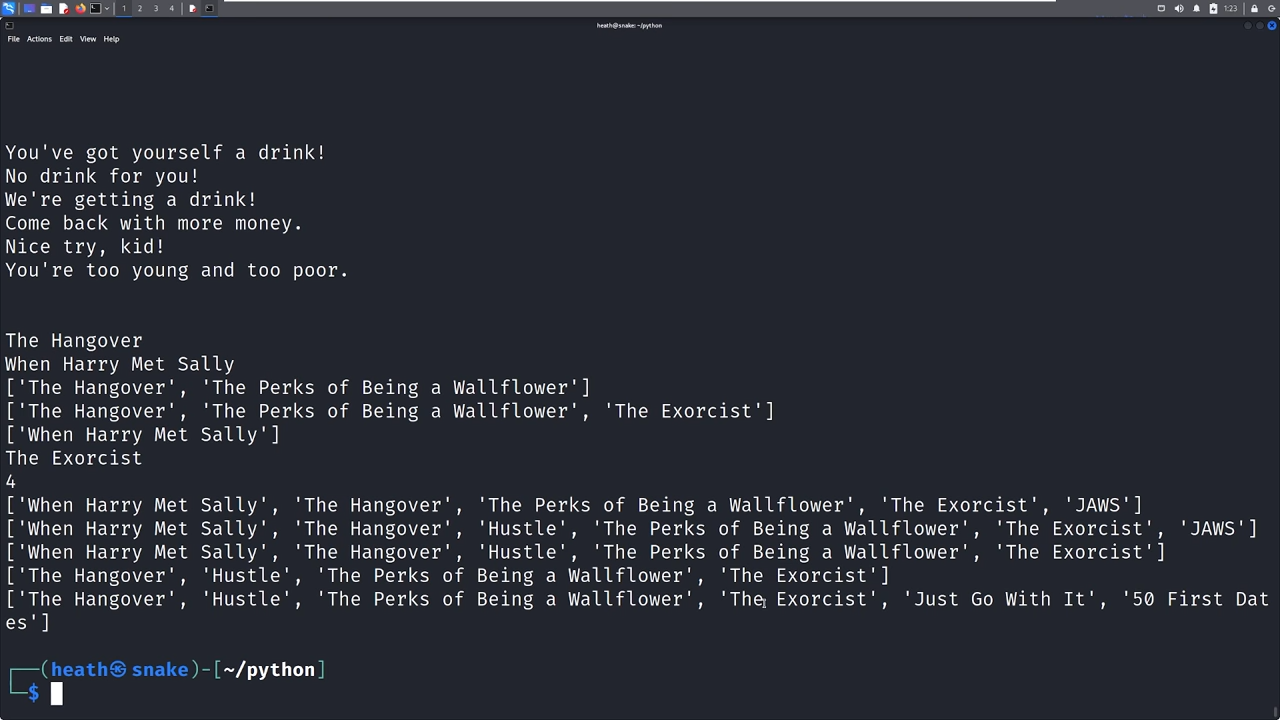 1 2 3 4
1:23
heath@snake: ~/python
File Actions Edit View Help
You've got yourself a drink!
No drink for you!
We're getting a drink!
Come back with more money.
Nice try, kid!
You're too young and too poor.
The Hangover
When Harry Met Sally
['The Hangover', 'The Perks of Being a Wallflower']
['The Hangover', 'The Perks of Being a Wallflower', 'The Exorcist']
['When Harry Met Sally']
The Exorcist
4
['When Harry Met Sally', 'The Hangover', 'The Perks of Being a Wallflower', 'The Exorcist', 'JAWS']
['When Harry Met Sally', 'The Hangover', 'Hustle', 'The Perks of Being a Wallflower', 'The Exorcist', 'JAWS']
['When Harry Met Sally', 'The Hangover', 'Hustle', 'The Perks of Being a Wallflower', 'The Exorcist']
['The Hangover', 'Hustle', 'The Perks of Being a Wallflower', 'The Exorcist']
['The Hangover', 'Hustle', 'The Perks of Being a Wallflower', 'The Exorcist', 'Just Go With It', '50 First Dat
es']
┌──(heath㉿snake)-[~/python]
└─$